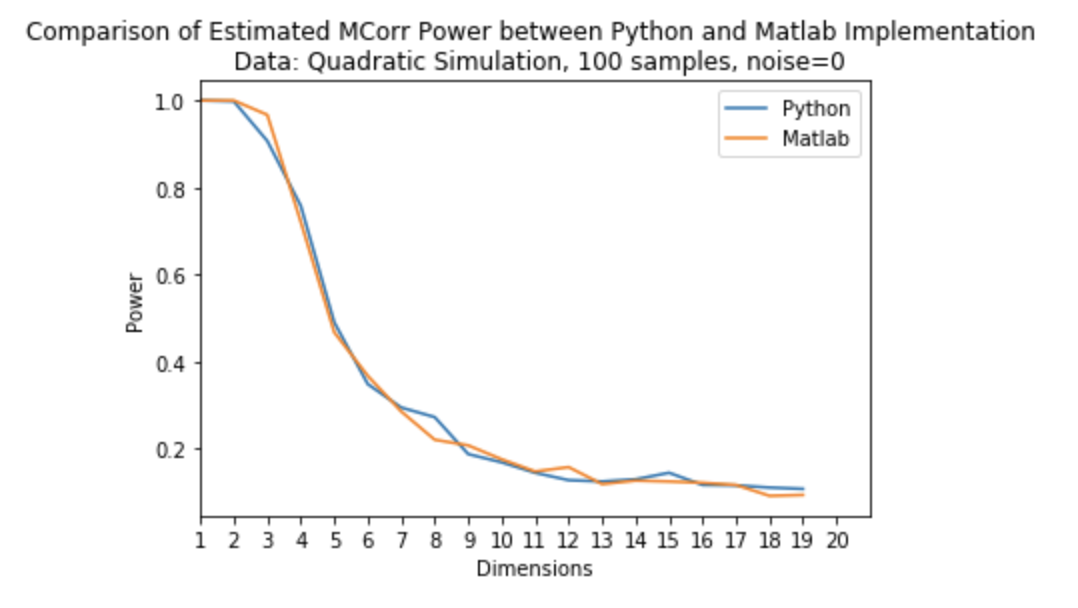 Comparison of Estimated MCorr Power between Python and Matlab Implementation
Data: Quadratic Simulation, 100 samples, noise=0
Python
Matlab
1.0
0.8
0.6
0.4
0.2
Power
1 2 3 4 5 6 7 8 9 10 11 12 13 14 15 16 17 18 19 20
Dimensions